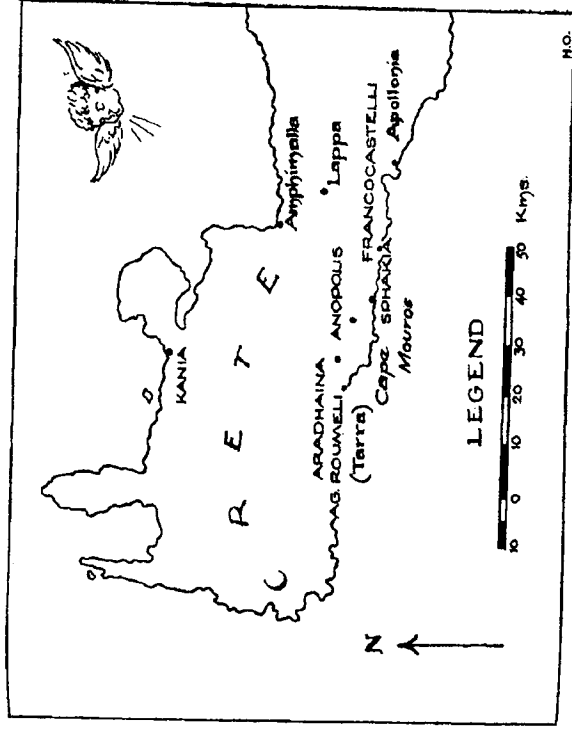 KANIA
Amphimalla
Lappa
C R E T E
ARADHAINA
ANOPOLIS
AG. ROUMELI
(Tarra)
FRANCOCASTELLI
SPHAKIA
Apollonia
Cape
Mouros
N
LEGEND
10 0 10 20 30 40 50 Kms.
H.O.